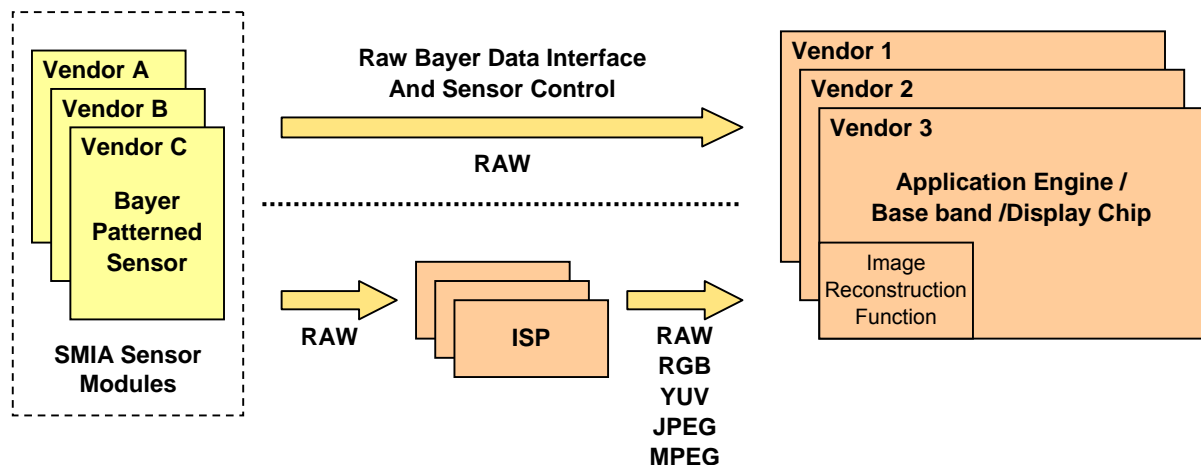 Vendor A
Vendor B
Vendor C
Bayer
Patterned
Sensor
SMIA Sensor
Modules
Raw Bayer Data Interface
And Sensor Control
RAW
RAW
ISP
RAW
RGB
YUV
JPEG
MPEG
Vendor 1
Vendor 2
Vendor 3
Application Engine /
Base band /Display Chip
Image
Reconstruction
Function